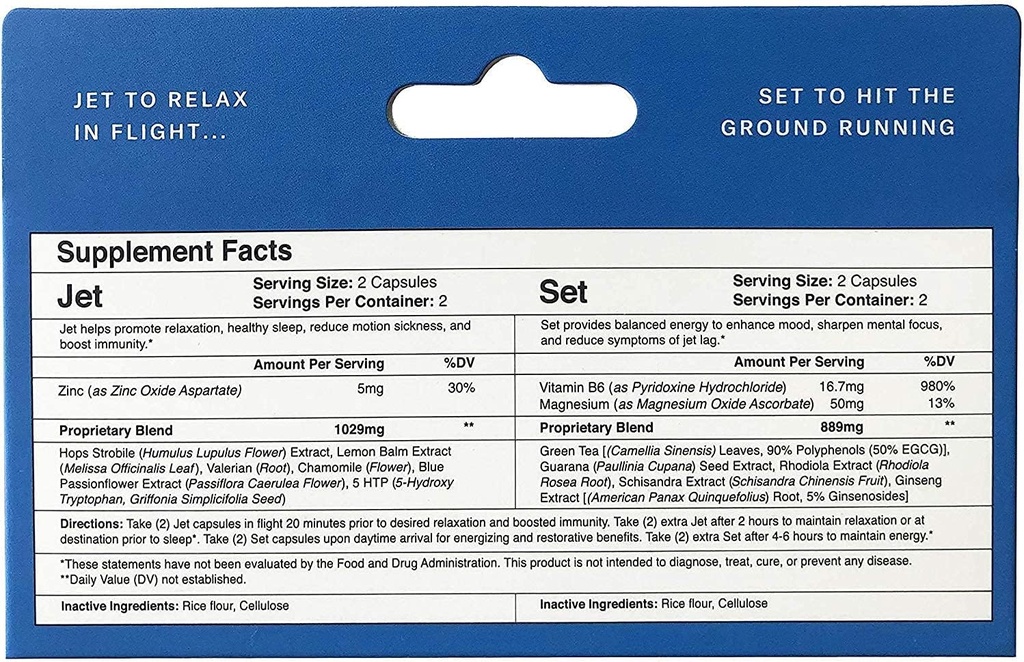 JET TO RELAX
IN FLIGHT...
SET TO HIT THE
GROUND RUNNING
Supplement Facts
Jet
Serving Size: 2 Capsules
Servings Per Container: 2
Jet helps promote relaxation, healthy sleep, reduce motion sickness, and
boost immunity.*
Amount Per Serving %DV
Zinc (as Zinc Oxide Aspartate) 5mg 30%
Proprietary Blend 1029mg **
Hops Strobile (Humulus Lupulus Flower) Extract, Lemon Balm Extract
(Melissa Officinalis Leaf), Valerian (Root), Chamomile (Flower), Blue
Passionflower Extract (Passiflora Caerulea Flower), 5 HTP (5-Hydroxy
Tryptophan, Griffonia Simplicifolia Seed)
Set
Serving Size: 2 Capsules
Servings Per Container: 2
Set provides balanced energy to enhance mood, sharpen mental focus,
and reduce symptoms of jet lag.*
Amount Per Serving %DV
Vitamin B6 (as Pyridoxine Hydrochloride) 16.7mg 980%
Magnesium (as Magnesium Oxide Ascorbate) 50mg 13%
Proprietary Blend 889mg **
Green Tea [(Camellia Sinensis) Leaves, 90% Polyphenols (50% EGCG)],
Guarana (Paullinia Cupana) Seed Extract, Rhodiola Extract (Rhodiola
Rosea Root), Schisandra Extract (Schisandra Chinensis Fruit), Ginseng
Extract [(American Panax Quinquefolius) Root, 5% Ginsenosides]
Directions: Take (2) Jet capsules in flight 20 minutes prior to desired relaxation and boosted immunity. Take (2) extra Jet after 2 hours to maintain relaxation or at
destination prior to sleep*. Take (2) Set capsules upon daytime arrival for energizing and restorative benefits. Take (2) extra Set after 4-6 hours to maintain energy.*
*These statements have not been evaluated by the Food and Drug Administration. This product is not intended to diagnose, treat, cure, or prevent any disease.
**Daily Value (DV) not established.
Inactive Ingredients: Rice flour, Cellulose
Inactive Ingredients: Rice flour, Cellulose